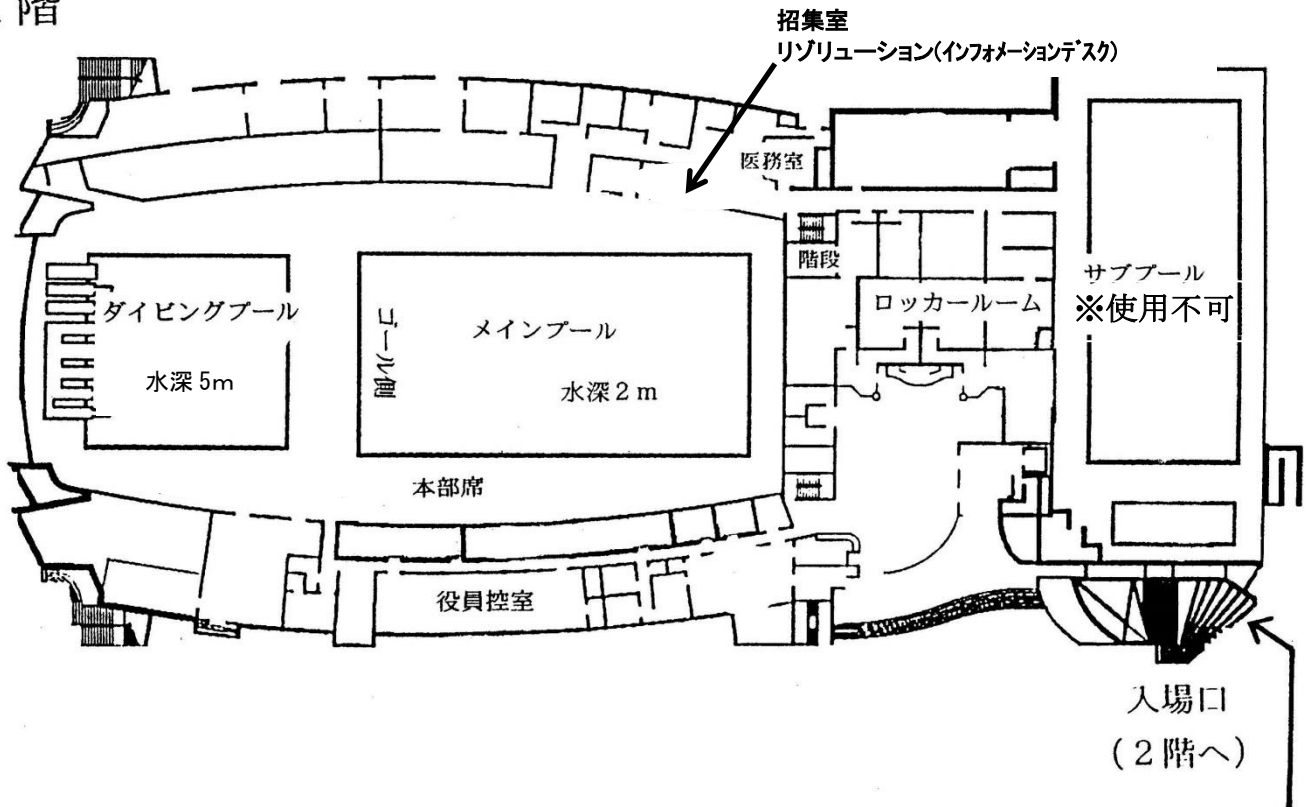 階
招集室
リゾリューション(インフォメーションデスク)
医務室
階段
サブプール
※使用不可
ロッカールーム
ダイビングプール
水深5m
ゴール側
メインプール
水深2m
本部席
役員控室
入場口
(2階へ)